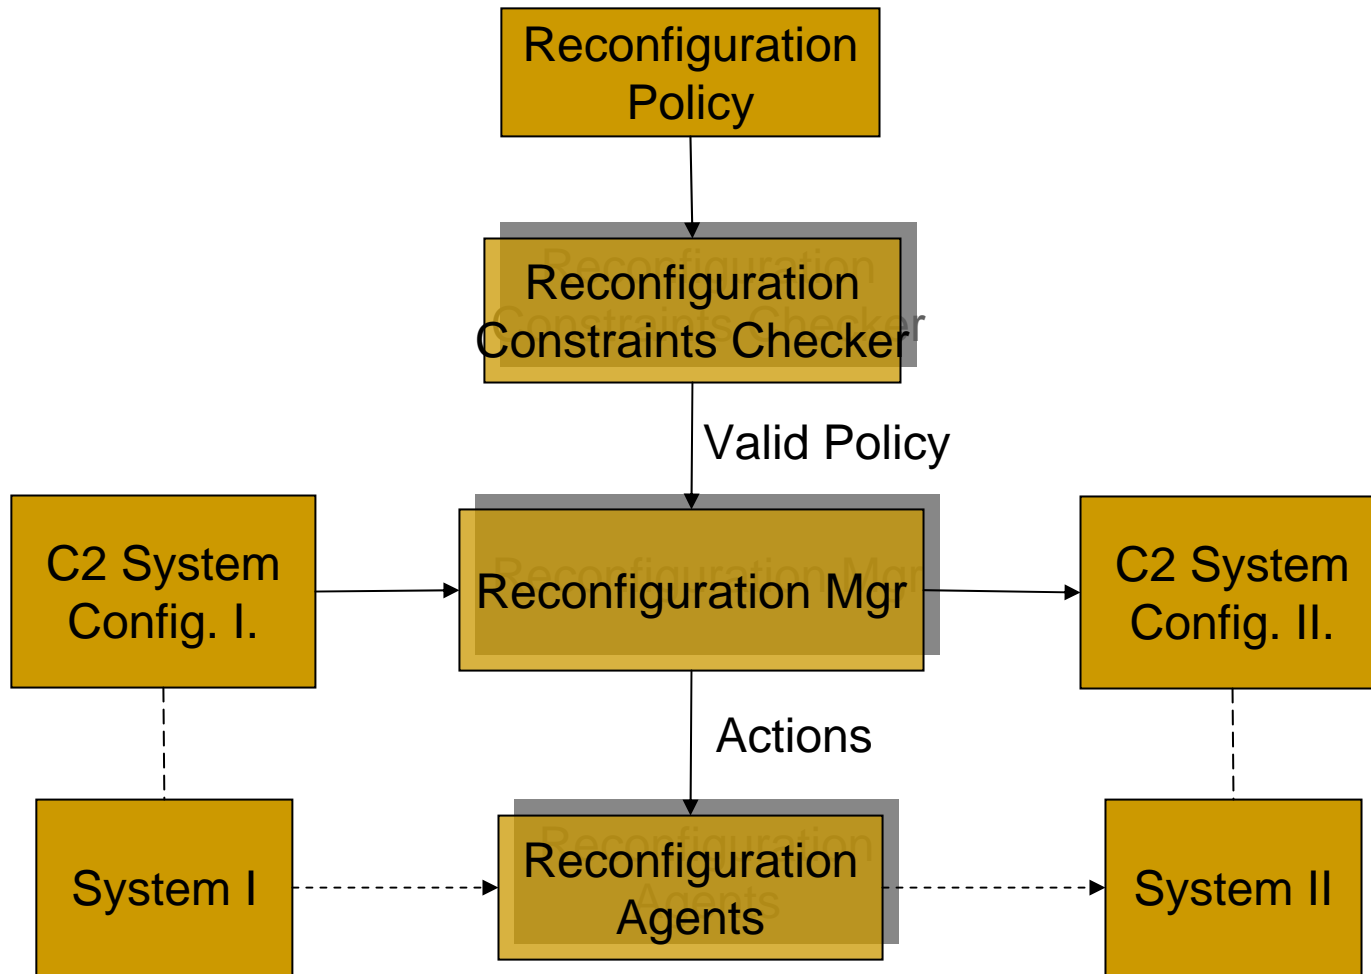 Reconfiguration
Policy
Reconfiguration
Constraints Checker
Valid Policy
C2 System
Config. I.
Reconfiguration Mgr
C2 System
Config. II.
Actions
System I
Reconfiguration
Agents
System II